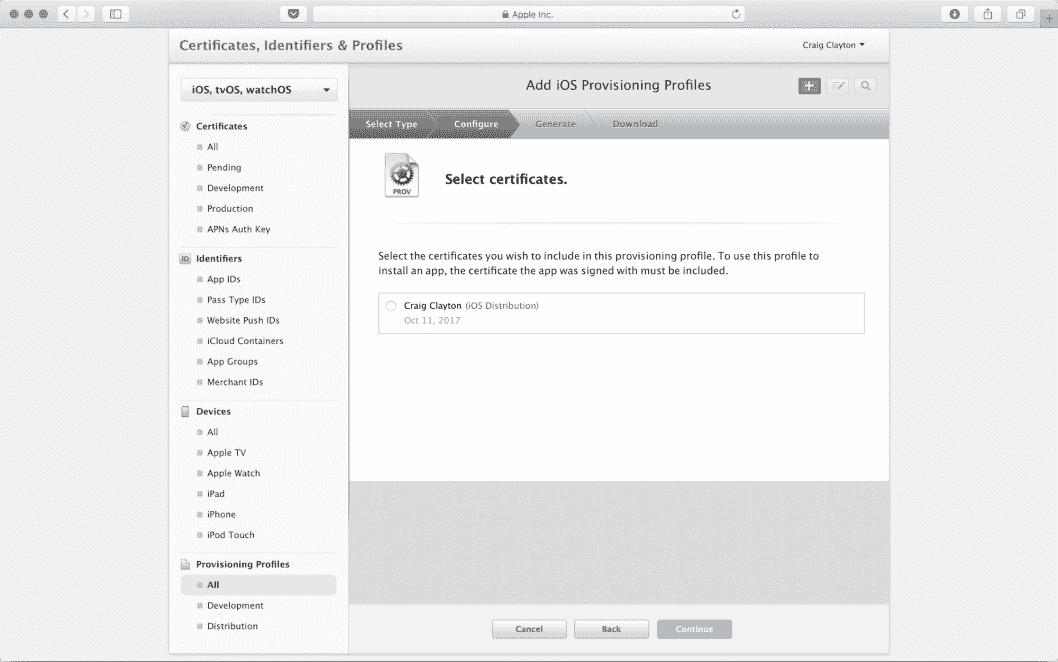 Apple Inc.
Certificates, Identifiers & Profiles
Craig Clayton
iOS, tvOS, watchOS
Add iOS Provisioning Profiles
Select Type
Configure
Generate
Download
Certificates
All
Pending
Development
Production
APNs Auth Key
Identifiers
ID
App IDs
Pass Type IDs
Website Push IDs
iCloud Containers
App Groups
Merchant IDs
Devices
All
Apple TV
Apple Watch
iPad
iPhone
iPod Touch
Provisioning Profiles
All
Development
Distribution
PROV
Select certificates.
Select the certificates you wish to include in this provisioning profile. To use this profile to
install an app, the certificate the app was signed with must be included.
Craig Clayton (iOS Distribution)
Oct 11, 2017
Cancel
Back
Continue